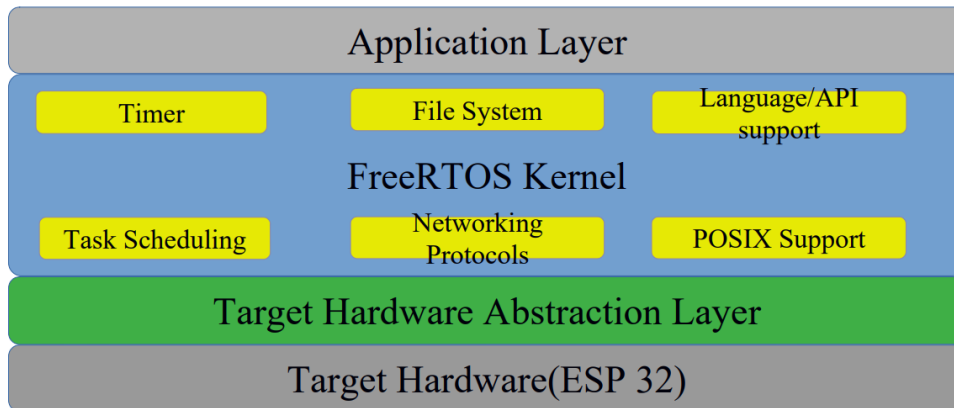 Application Layer
Timer
File System
Language/API
support
FreeRTOS Kernel
Task Scheduling
Networking
Protocols
POSIX Support
Target Hardware Abstraction Layer
Target Hardware(ESP 32)